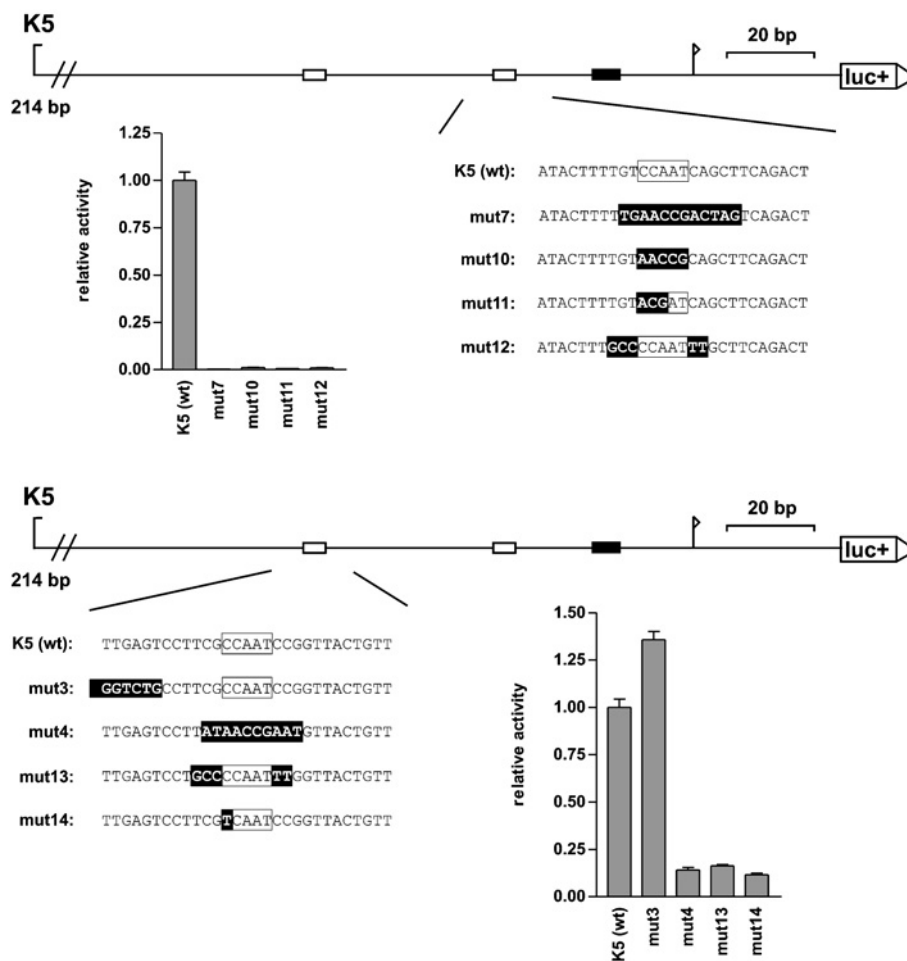 K5
20 bp
luc+
214 bp
1.25
1.00
0.75
0.50
0.25
0.00
relative activity
K5 (wt)
mut7
mut10
mut11
mut12
K5 (wt): ATACTTTTGTCCAATCAGCTTCAGACT
mut7: ATACTTTTTGAACCGACTAGTCAGACT
mut10: ATACTTTTGTAACCGCAGCTTCAGACT
mut11: ATACTTTTGTACGATCAGCTTCAGACT
mut12: ATACTTTGCCCCAATTTGCTTCAGACT
K5
20 bp
luc+
214 bp
K5 (wt): TTGAGTCCTTCGCCAATCCGGTTACTGTT
mut3: GGTCTGCCTTCGCCAATCCGGTTACTGTT
mut4: TTGAGTCCTTATAACCGAATGTTACTGTT
mut13: TTGAGTCCTGCCCCAATTTGGTTACTGTT
mut14: TTGAGTCCTTCGTCAATCCGGTTACTGTT
1.50
1.25
1.00
0.75
0.50
0.25
0.00
relative activity
K5 (wt)
mut3
mut4
mut13
mut14